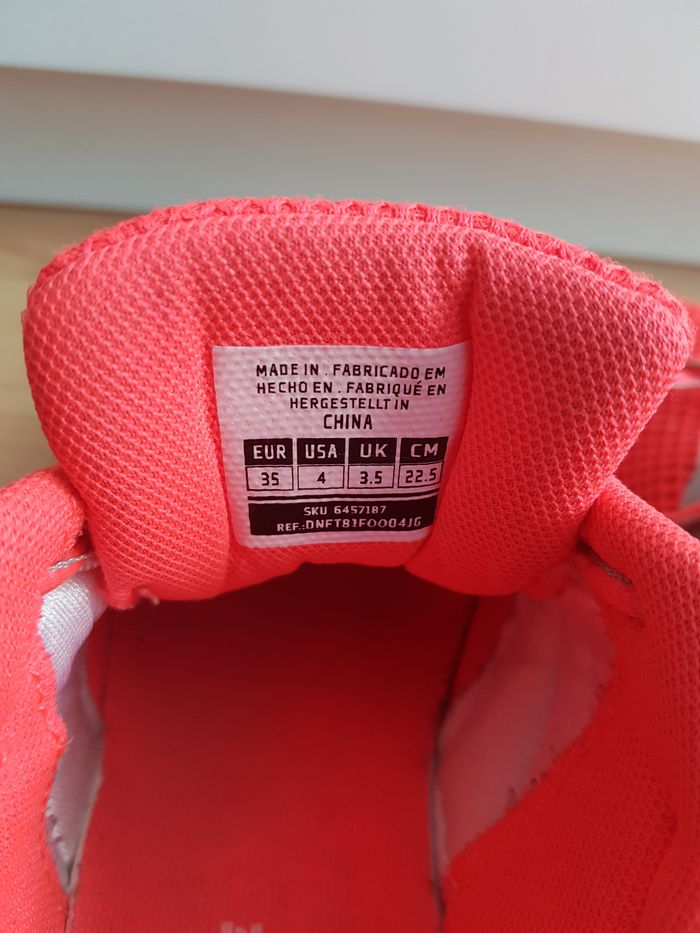 MADE IN . FABRICADO EM
HECHO EN . FABRIQUÉ EN
HERGESTELLT IN
CHINA
EUR USA UK CM
35 4 3.5 22.5
SKU 6457187
REF.:DNFT81F0004JG